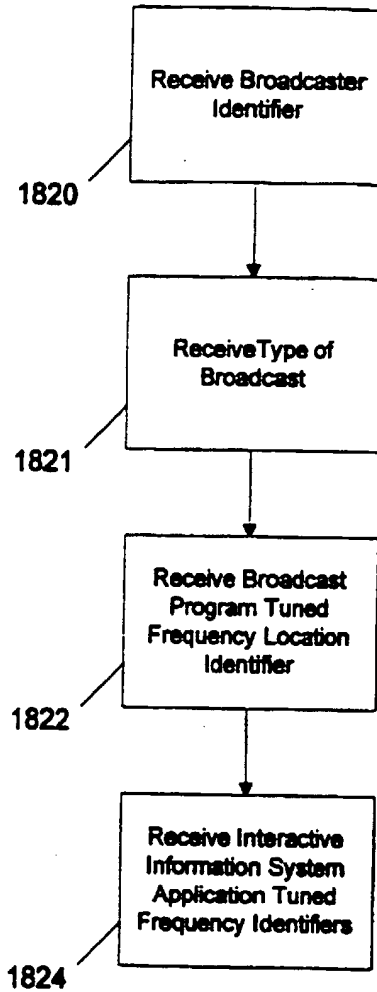 Receive Broadcaster
Identifier
1820
ReceiveType of
Broadcast
1821
Receive Broadcast
Program Tuned
Frequency Location
Identifier
1822
Receive Interactive
Information System
Application Tuned
Frequency Identifiers
1824